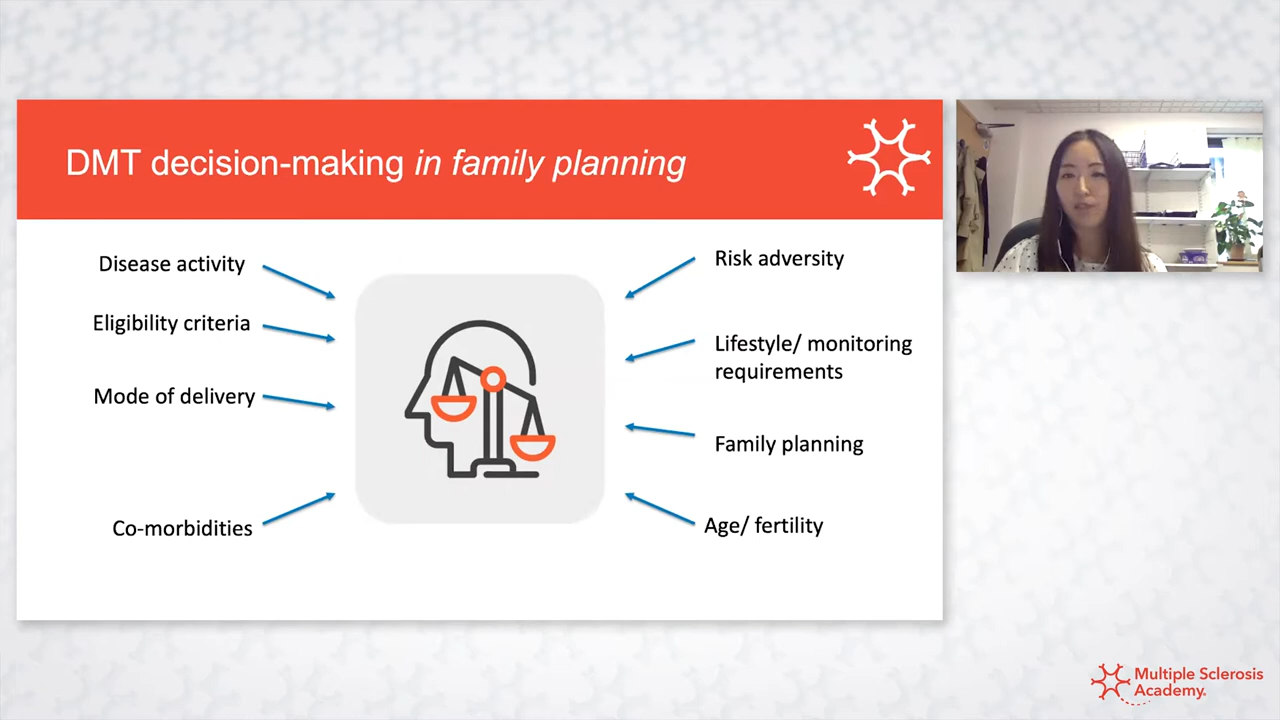 DMT decision-making in family planning
Disease activity
Eligibility criteria
Mode of delivery
Co-morbidities
Risk adversity
Lifestyle/ monitoring
requirements
Family planning
Age/ fertility
Multiple Sclerosis
Academy.